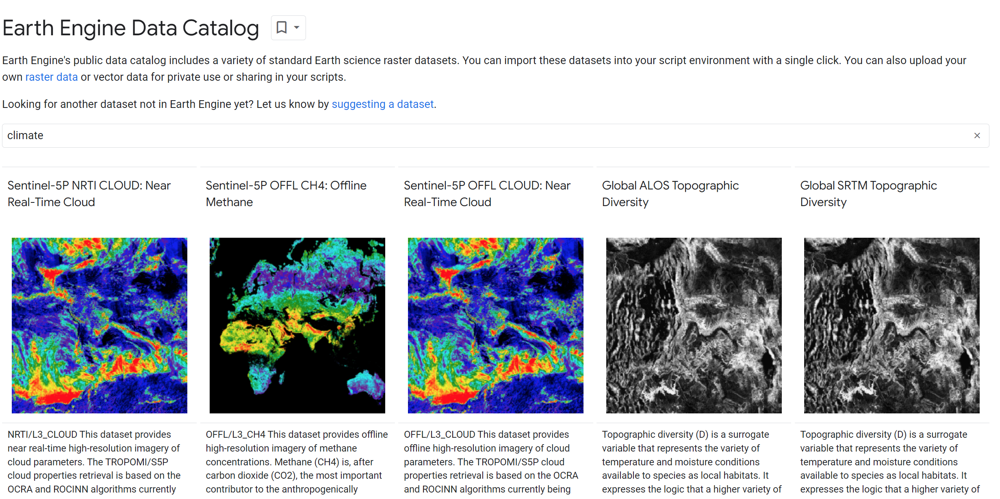 Earth Engine Data Catalog
Earth Engine's public data catalog includes a variety of standard Earth science raster datasets. You can import these datasets into your script environment with a single click. You can also upload your
own raster data or vector data for private use or sharing in your scripts.
Looking for another dataset not in Earth Engine yet? Let us know by suggesting a dataset.
climate
Sentinel-5P NRTI CLOUD: Near
Real-Time Cloud
NRTI/L3_CLOUD This dataset provides
near real-time high-resolution imagery of
cloud parameters. The TROPOMI/S5P
cloud properties retrieval is based on the
OCRA and ROCINN algorithms currently
Sentinel-5P OFFL CH4: Offline
Methane
OFFL/L3_CH4 This dataset provides offline
high-resolution imagery of methane
concentrations. Methane (CH4) is, after
carbon dioxide (CO2), the most important
contributor to the anthropogenically
Sentinel-5P OFFL CLOUD: Near
Real-Time Cloud
OFFL/L3_CLOUD This dataset provides
offline high-resolution imagery of cloud
parameters. The TROPOMI/S5P cloud
properties retrieval is based on the OCRA
and ROCINN algorithms currently being
Global ALOS Topographic
Diversity
Topographic diversity (D) is a surrogate
variable that represents the variety of
temperature and moisture conditions
available to species as local habitats. It
expresses the logic that a higher variety of
Global SRTM Topographic
Diversity
Topographic diversity (D) is a surrogate
variable that represents the variety of
temperature and moisture conditions
available to species as local habitats. It
expresses the logic that a higher variety of